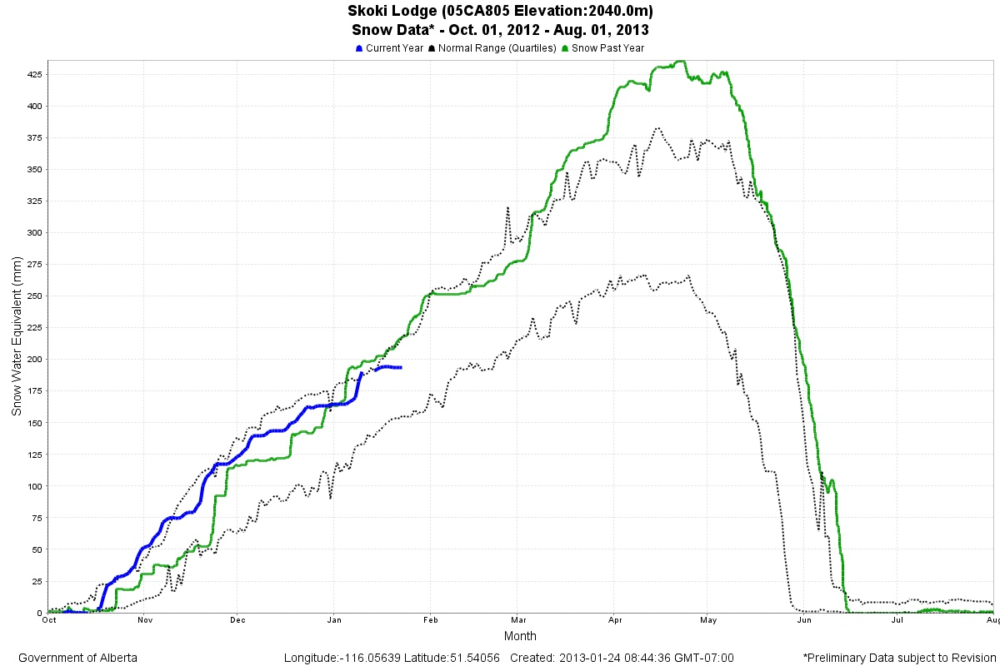 Skoki Lodge (05CA805 Elevation:2040.0m)
Snow Data* - Oct. 01, 2012 - Aug. 01, 2013
Current Year Normal Range (Quartiles) Snow Past Year
Snow Water Equivalent (mm)
425
400
375
350
325
300
275
250
225
200
175
150
125
100
75
50
25
0
Oct Nov Dec Jan Feb Mar Apr May Jun Jul Aug
Month
Government of Alberta Longitude:-116.05639 Latitude:51.54056 Created: 2013-01-24 08:44:36 GMT-07:00 *Preliminary Data subject to Revision